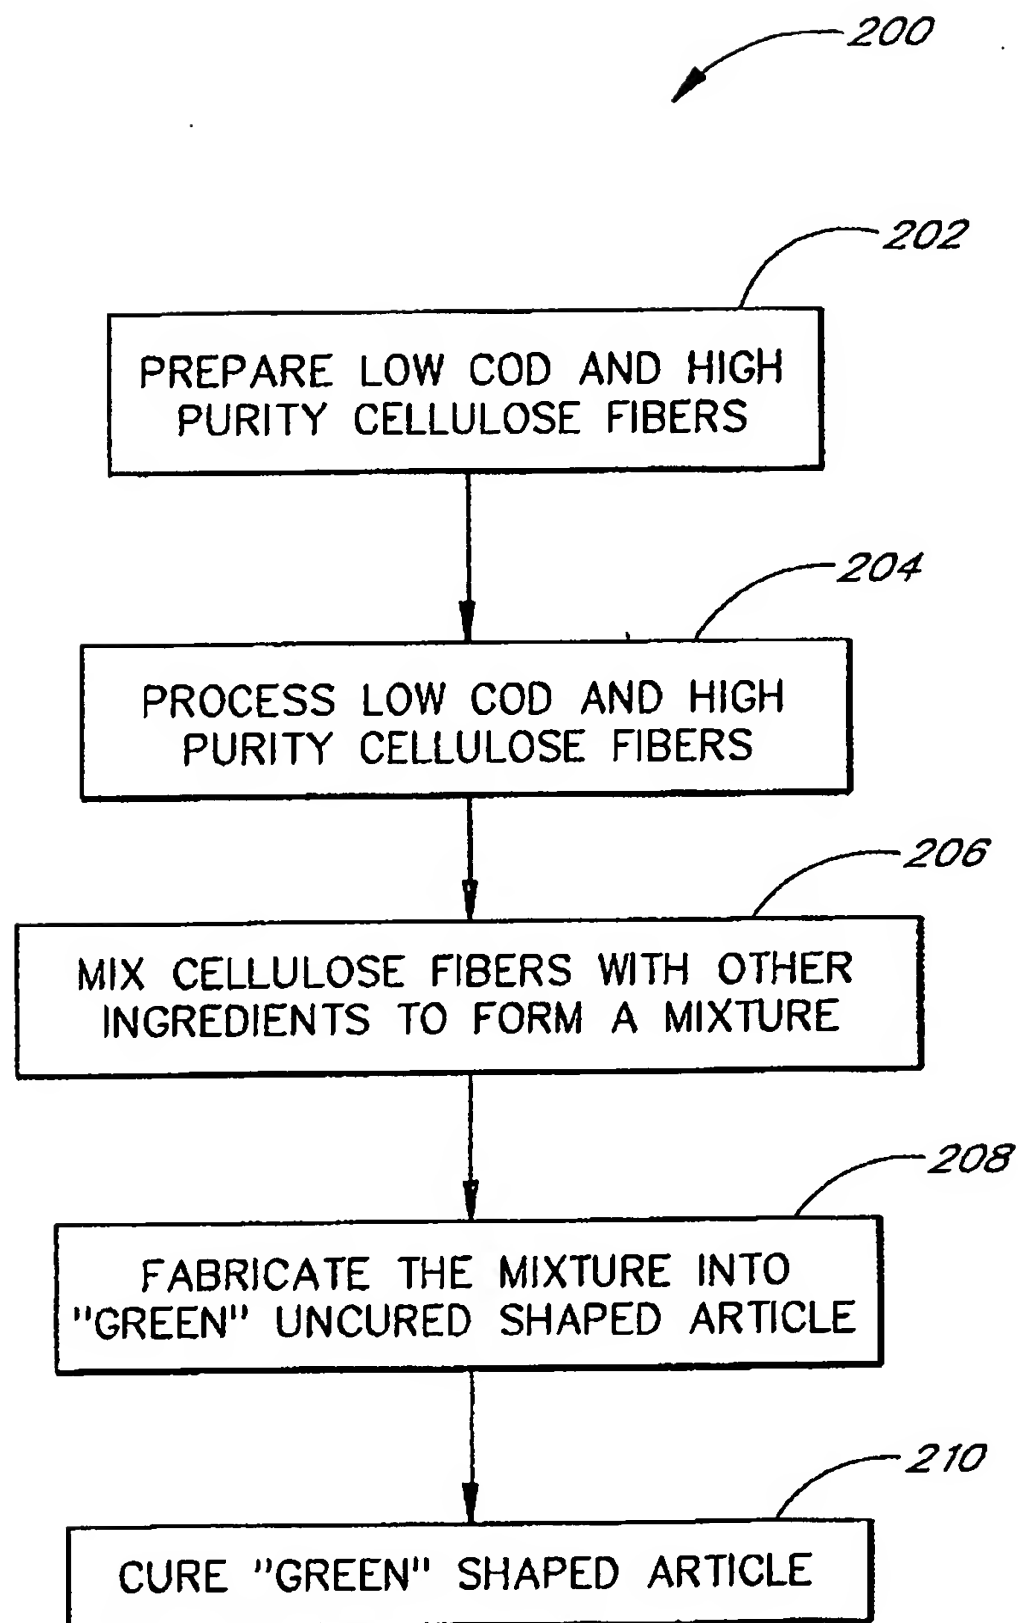 200
202
PREPARE LOW COD AND HIGH
PURITY CELLULOSE FIBERS
204
PROCESS LOW COD AND HIGH
PURITY CELLULOSE FIBERS
206
MIX CELLULOSE FIBERS WITH OTHER
INGREDIENTS TO FORM A MIXTURE
208
FABRICATE THE MIXTURE INTO
"GREEN" UNCURED SHAPED ARTICLE
210
CURE "GREEN" SHAPED ARTICLE